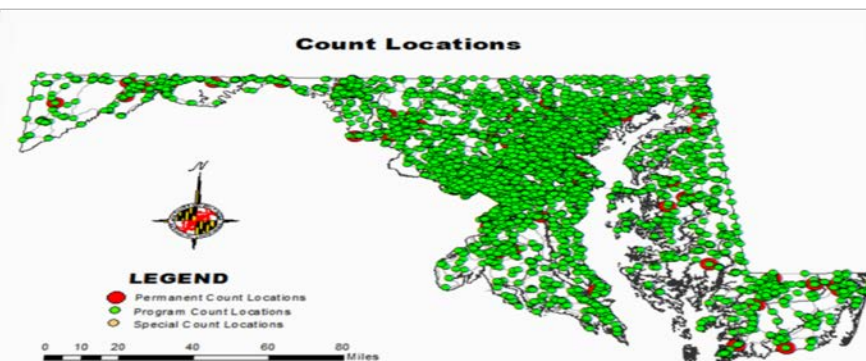 Count Locations
N
LEGEND
Permanent Count Locations
Program Count Locations
Special Count Locations
0 10 20 40 60 80
Miles